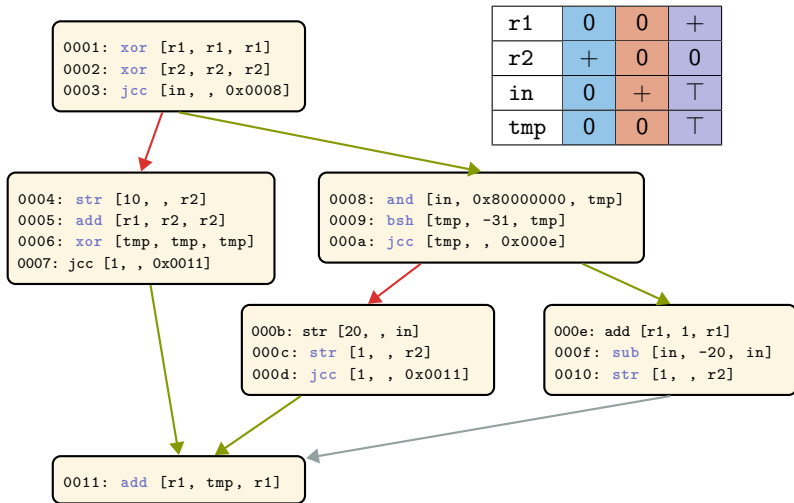 0001: xor [r1, r1, r1]
0002: xor [r2, r2, r2]
0003: jcc [in, , 0x0008]
r1 0 0 +
r2 + 0 0
in 0 + ⊤
tmp 0 0 ⊤
0004: str [10, , r2]
0005: add [r1, r2, r2]
0006: xor [tmp, tmp, tmp]
0007: jcc [1, , 0x0011]
0008: and [in, 0x80000000, tmp]
0009: bsh [tmp, -31, tmp]
000a: jcc [tmp, , 0x000e]
000b: str [20, , in]
000c: str [1, , r2]
000d: jcc [1, , 0x0011]
000e: add [r1, 1, r1]
000f: sub [in, -20, in]
0010: str [1, , r2]
0011: add [r1, tmp, r1]